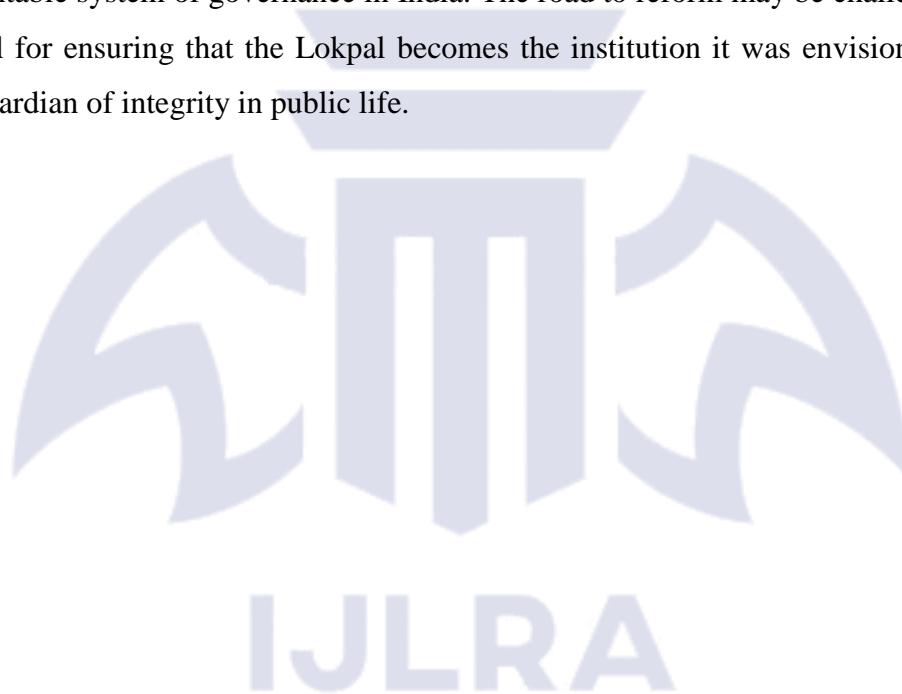 table system of governance in India. The road to reform may be
for ensuring that the Lokpal becomes the institution it was
of integrity in public life.
IJLRA